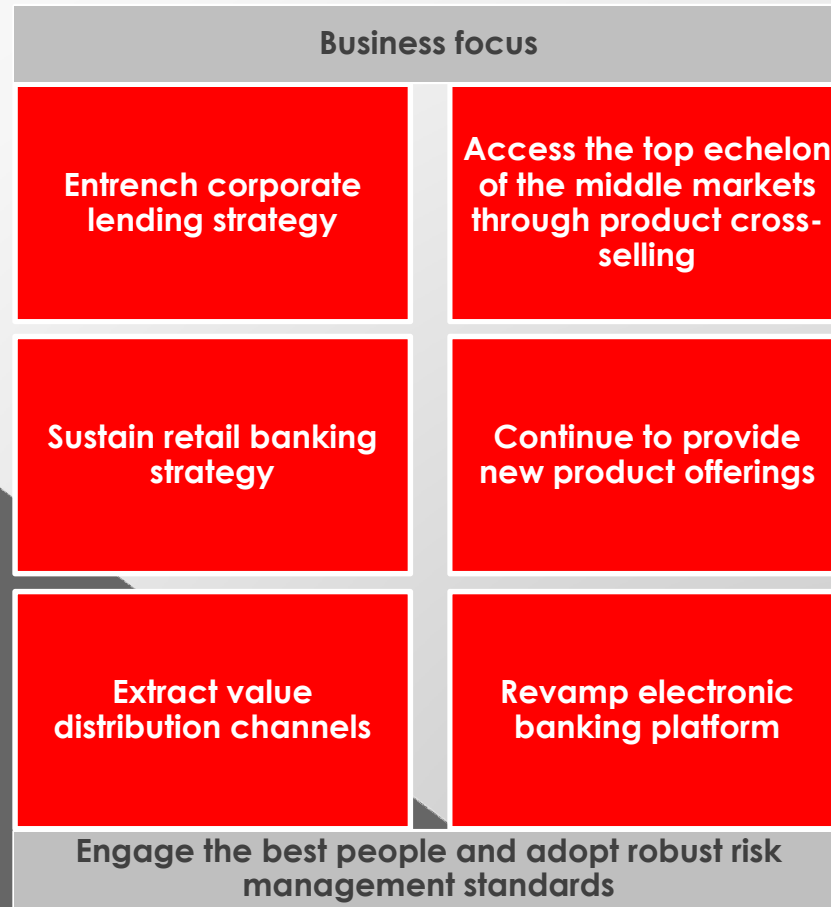 Business focus
Entrench corporate
lending strategy
Access the top echelon
of the middle markets
through product cross-
selling
Sustain retail banking
strategy
Continue to provide
new product offerings
Extract value
distribution channels
Revamp electronic
banking platform
Engage the best people and adopt robust risk
management standards